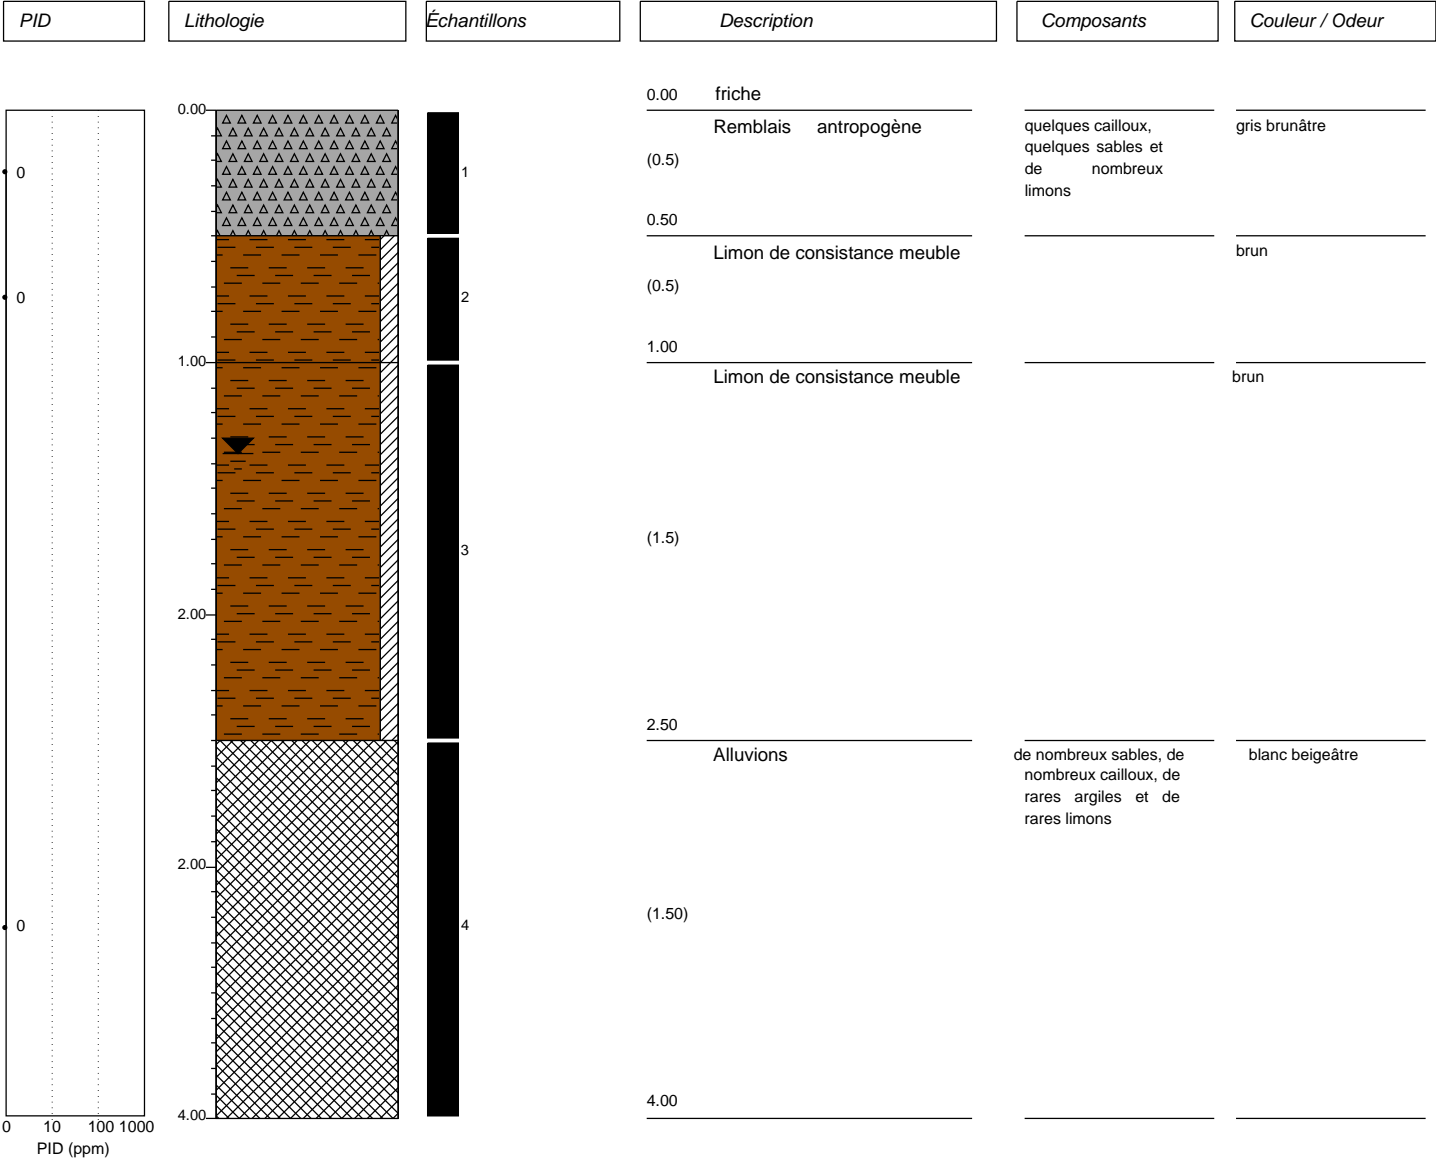 PID
Lithologie
Échantillons
Description
Composants
Couleur / Odeur
0.00 friche
0.00
Remblais antropogène
quelques cailloux,
quelques sables et
de nombreux
limons
gris brunâtre
(0.5)
0
1
0.50
Limon de consistance meuble
brun
(0.5)
0
2
1.00
1.00
Limon de consistance meuble
brun
(1.5)
3
2.00
2.50
Alluvions
de nombreux sables, de
nombreux cailloux, de
rares argiles et de
rares limons
blanc beigeâtre
2.00
(1.50)
0
4
4.00
4.00
0 10 100 1000
PID (ppm)